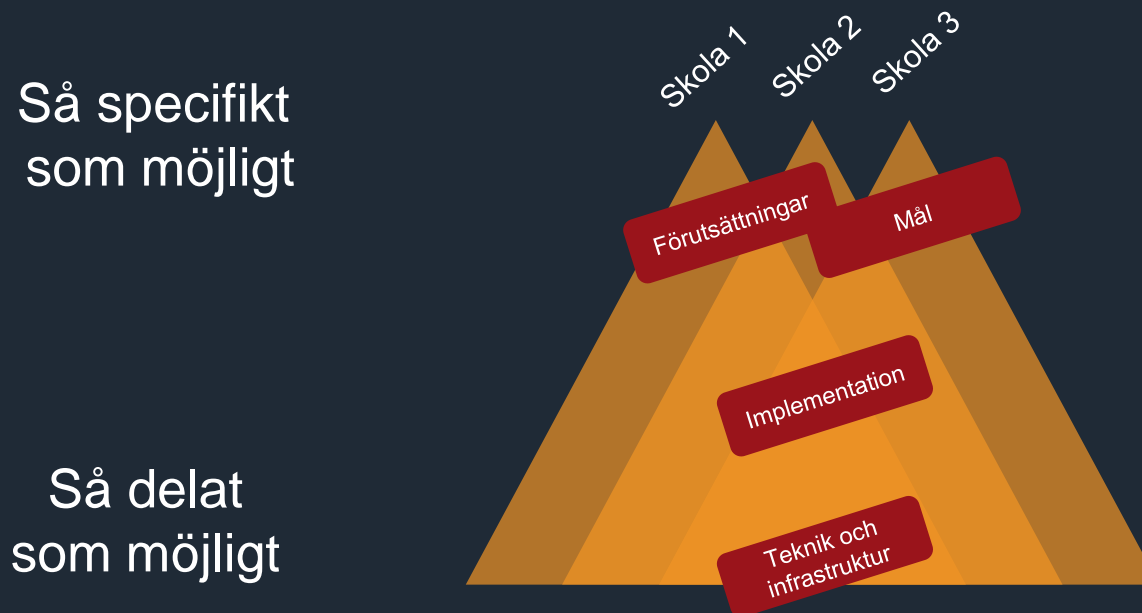 Så specifikt
som möjligt
Skola 1
Skola 2
Skola 3
Förutsättningar
Mål
Implementation
Så delat
som möjligt
Teknik och
infrastruktur